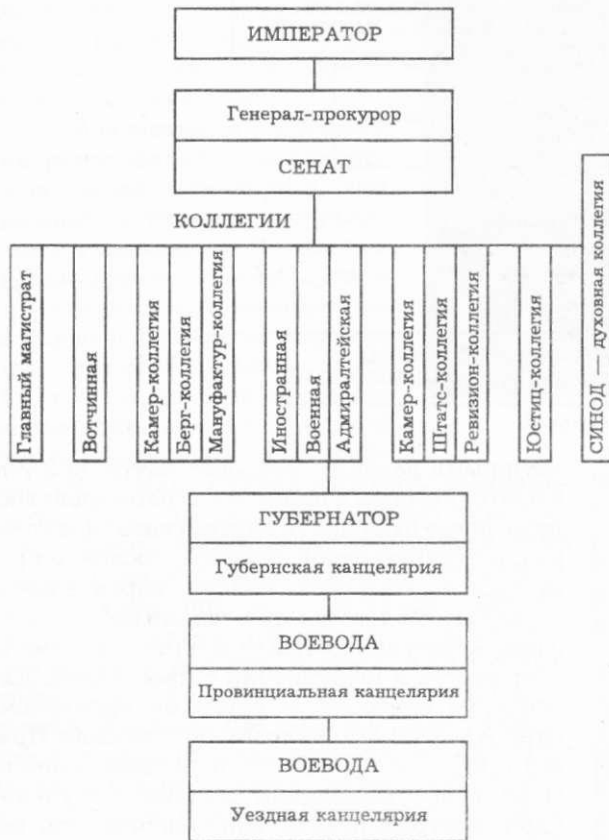 ИМПЕРАТОР
Генерал-прокурор
СЕНАТ
КОЛЛЕГИИ
Главный магистрат
Вотчинная
Камер-коллегия
Берг-коллегия
Мануфактур-коллегия
Иностранная
Военная
Адмиралтейская
Камер-коллегия
Штатс-коллегия
Ревизион-коллегия
Юстиц-коллегия
СИНОД — духовная коллегия
ГУБЕРНАТОР
Губернская канцелярия
ВОЕВОДА
Провинциальная канцелярия
ВОЕВОДА
Уездная канцелярия